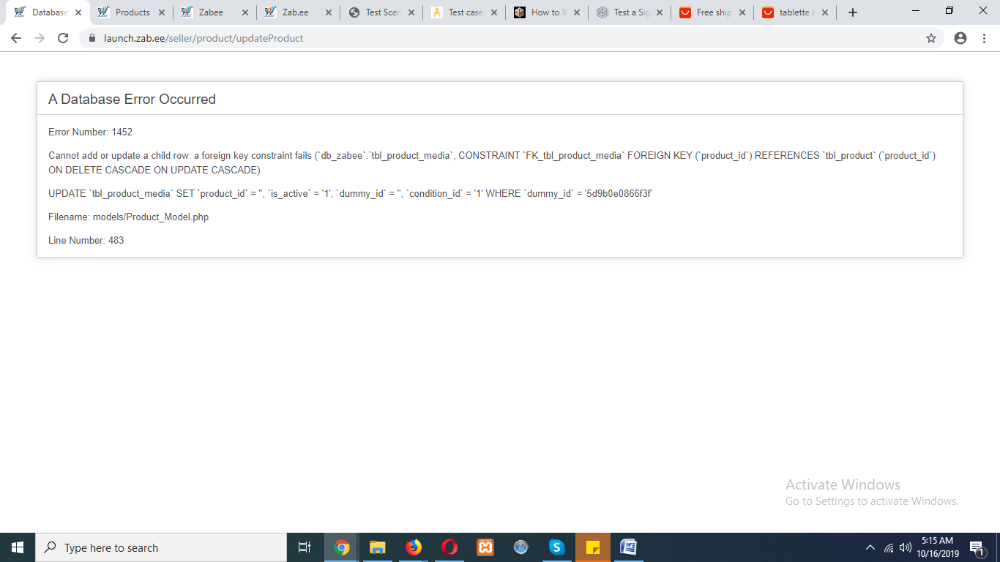 Database
Products
Zabee
Zab.ee
Test Scen
Test case
How to W
Test a Sig
Free ship
tablette p
launch.zab.ee/seller/product/updateProduct
A Database Error Occurred
Error Number: 1452
Cannot add or update a child row: a foreign key constraint fails (`db_zabee`.`tbl_product_media`, CONSTRAINT `FK_tbl_product_media` FOREIGN KEY (`product_id`) REFERENCES `tbl_product` (`product_id`)
ON DELETE CASCADE ON UPDATE CASCADE)
UPDATE `tbl_product_media` SET `product_id` = '', `is_active` = '1', `dummy_id` = '', `condition_id` = '1' WHERE `dummy_id` = '5d9b0e0866f3f'
Filename: models/Product_Model.php
Line Number: 483
Activate Windows
Go to Settings to activate Windows.
Type here to search
5:15 AM
10/16/2019
1